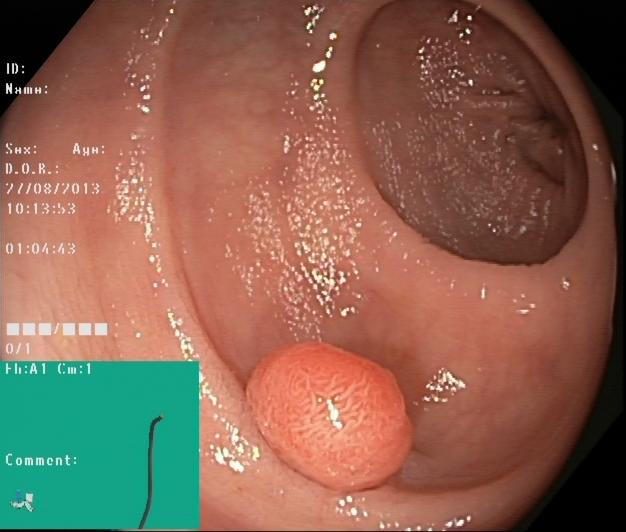 ID:
Name:
Sex: Age:
D.O.B.:
27/08/2013
10:13:53
01:04:43
■■■/■■■
0/1
Eh:A1 Cm:1
Comment: